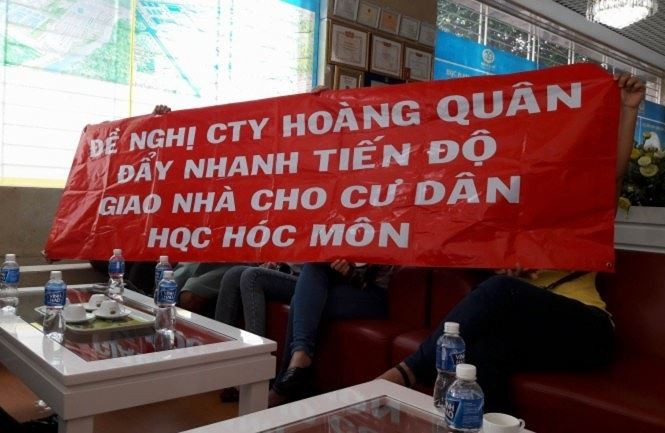 ĐỀ NGHỊ CTY HOÀNG QUÂN
ĐẨY NHANH TIẾN ĐỘ
GIAO NHÀ CHO CƯ DÂN
HQC HÓC MÔN